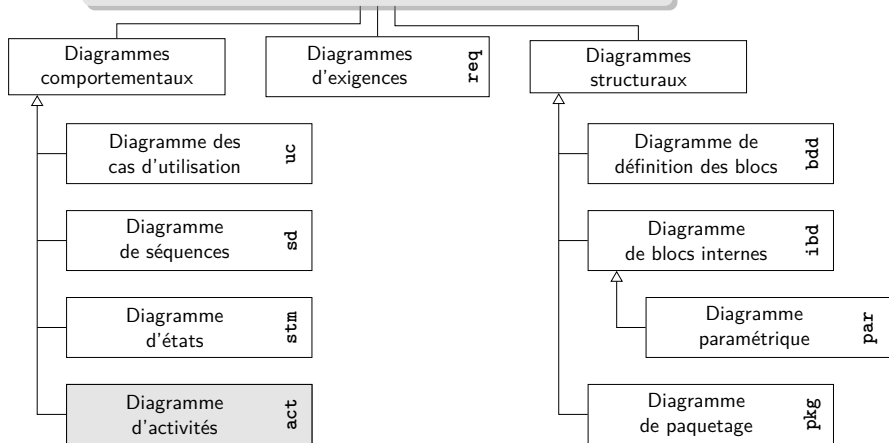 Diagrammes
comportementaux
Diagrammes
d'exigences
req
Diagrammes
structuraux
Diagramme des
cas d'utilisation
uc
Diagramme
de séquences
sd
Diagramme
d'états
stm
Diagramme
d'activités
act
Diagramme de
définition des blocs
bdd
Diagramme
de blocs internes
ibd
Diagramme
paramétrique
par
Diagramme
de paquetage
pkg